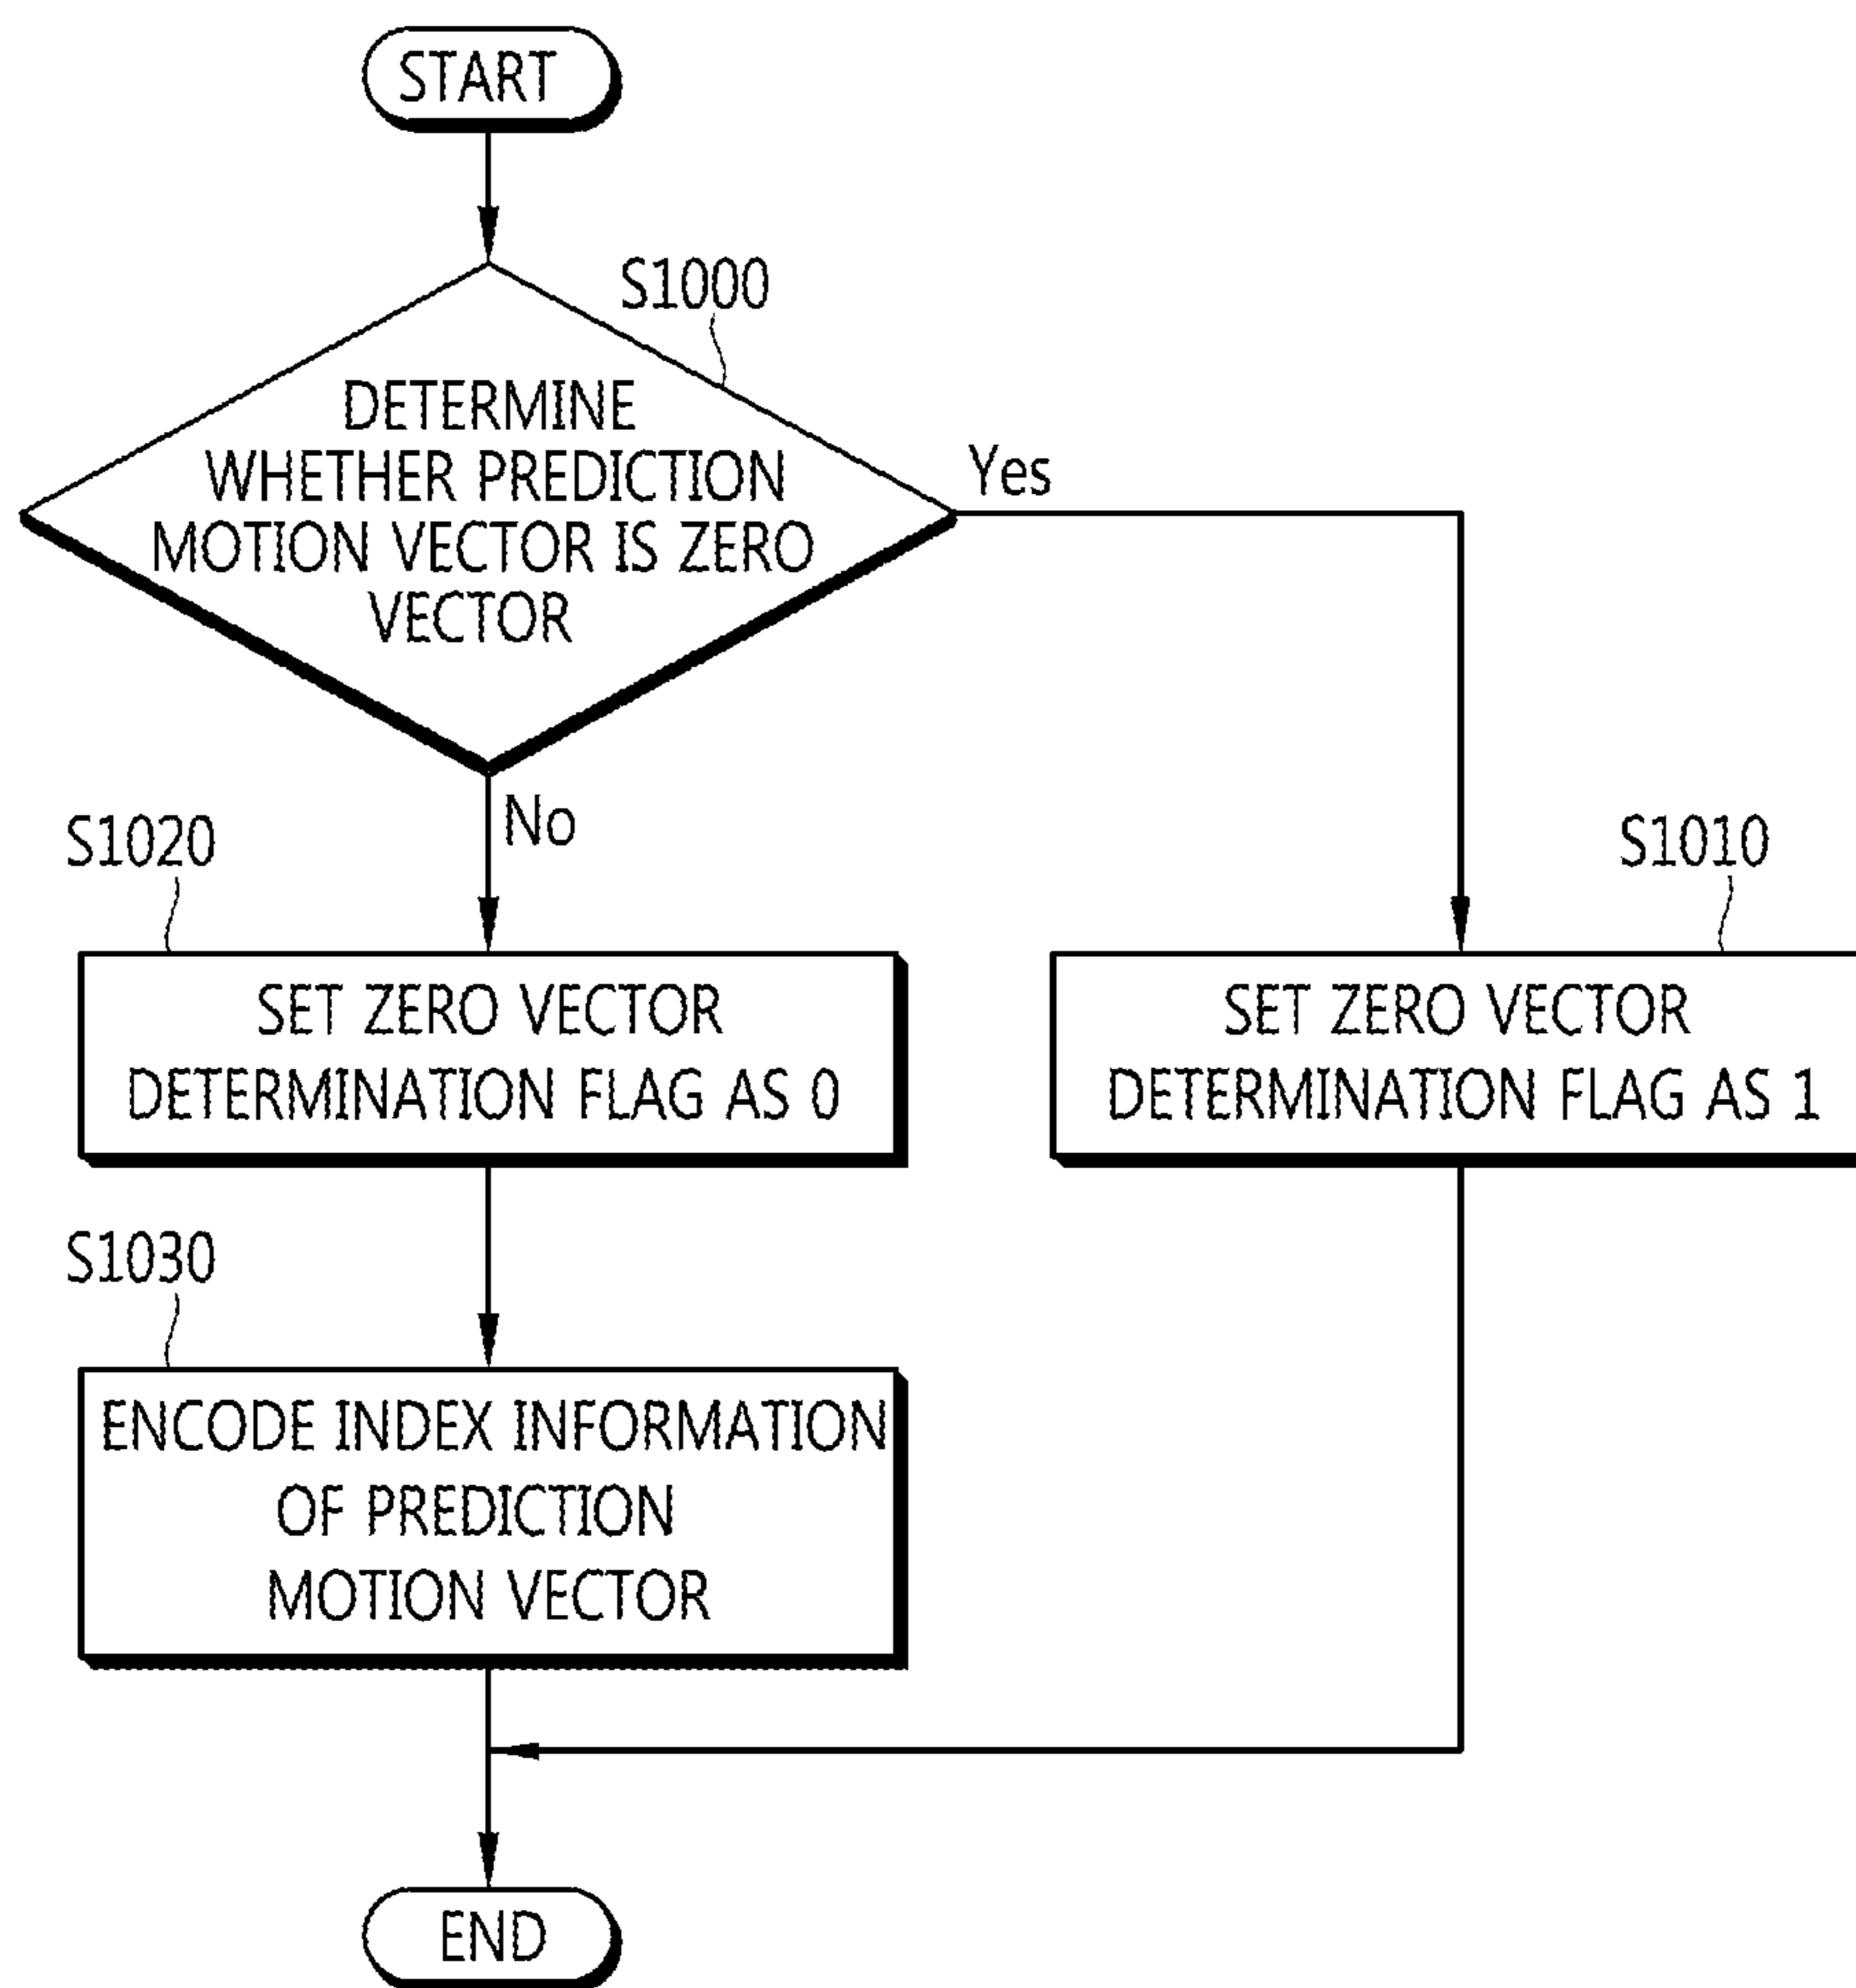 START
S1000
DETERMINE
WHETHER PREDICTION
MOTION VECTOR IS ZERO
VECTOR
Yes
No
S1020
SET ZERO VECTOR
DETERMINATION FLAG AS 0
S1010
SET ZERO VECTOR
DETERMINATION FLAG AS 1
S1030
ENCODE INDEX INFORMATION
OF PREDICTION
MOTION VECTOR
END